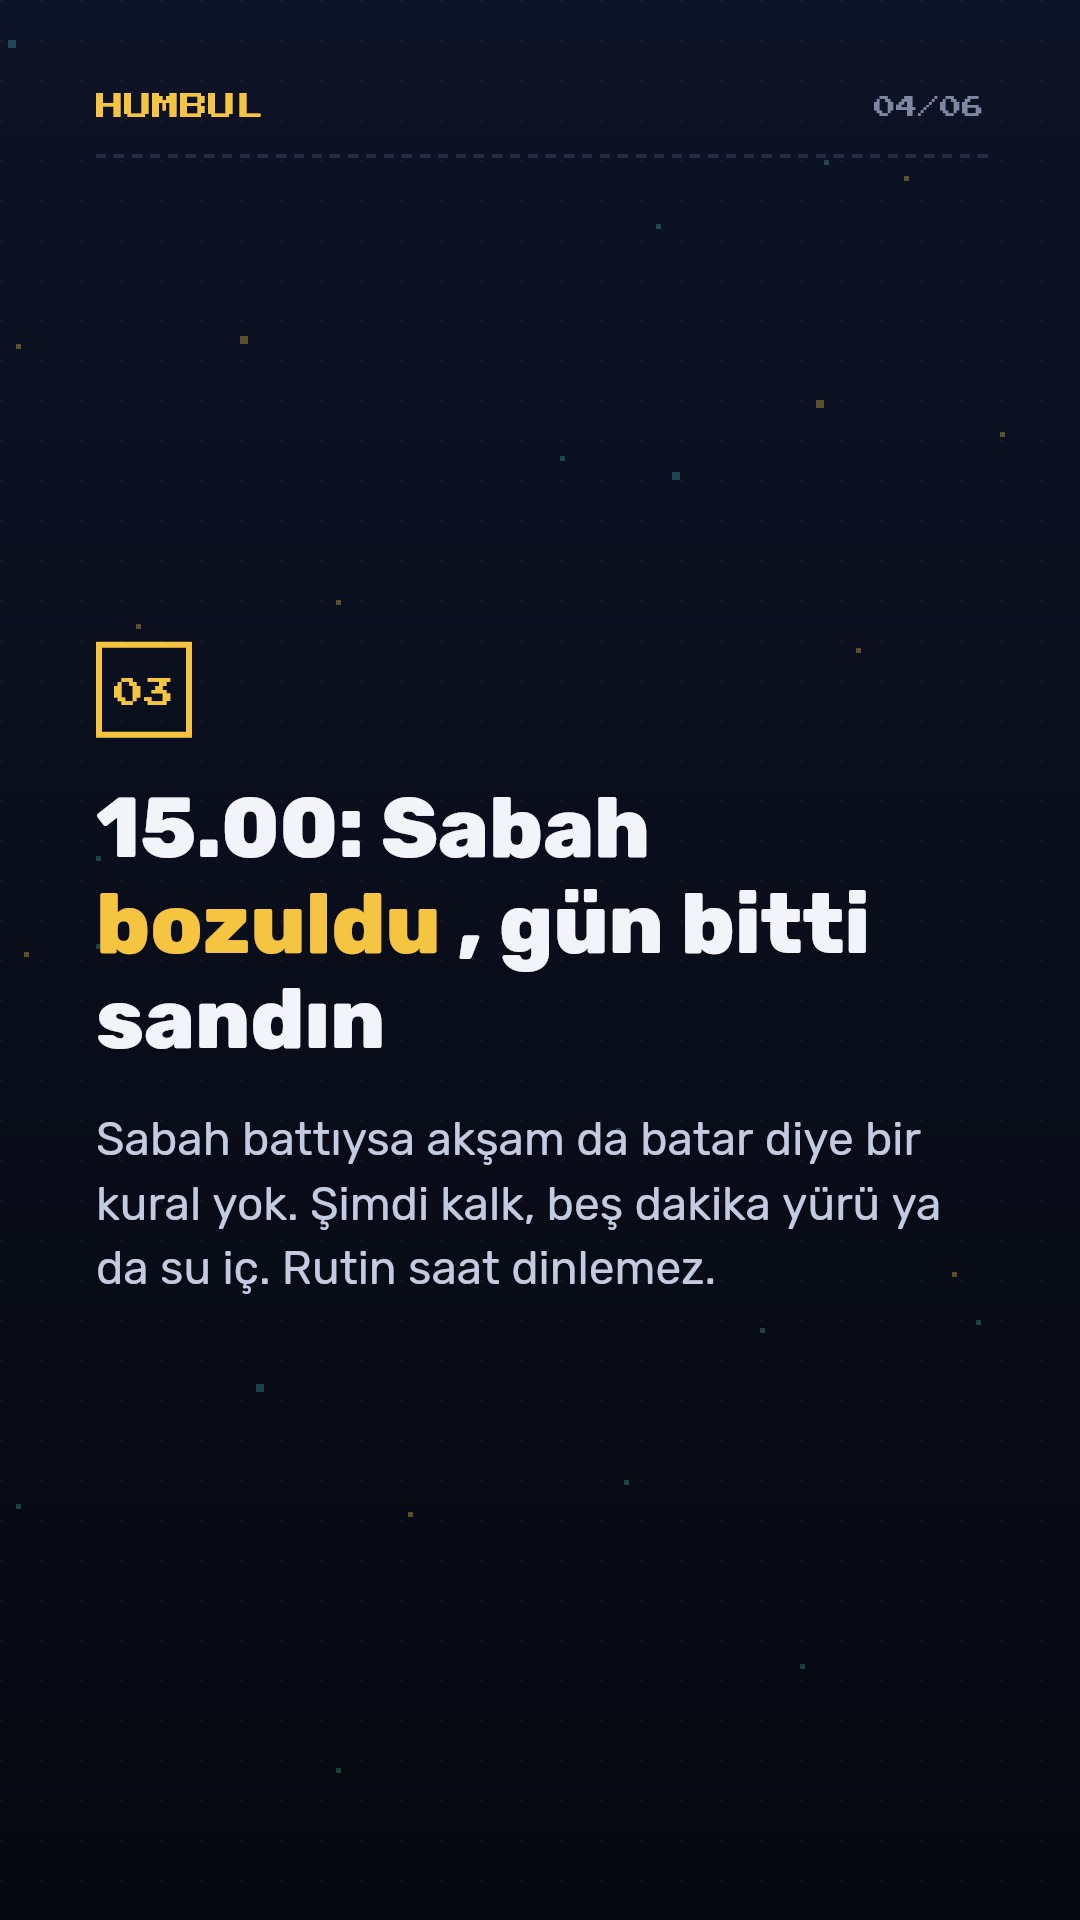 HUMBUL
04/06
03
15.00: Sabah
bozuldu , gün bitti
sandın
Sabah battıysa akşam da batar diye bir
kural yok. Şimdi kalk, beş dakika yürü ya
da su iç. Rutin saat dinlemez.